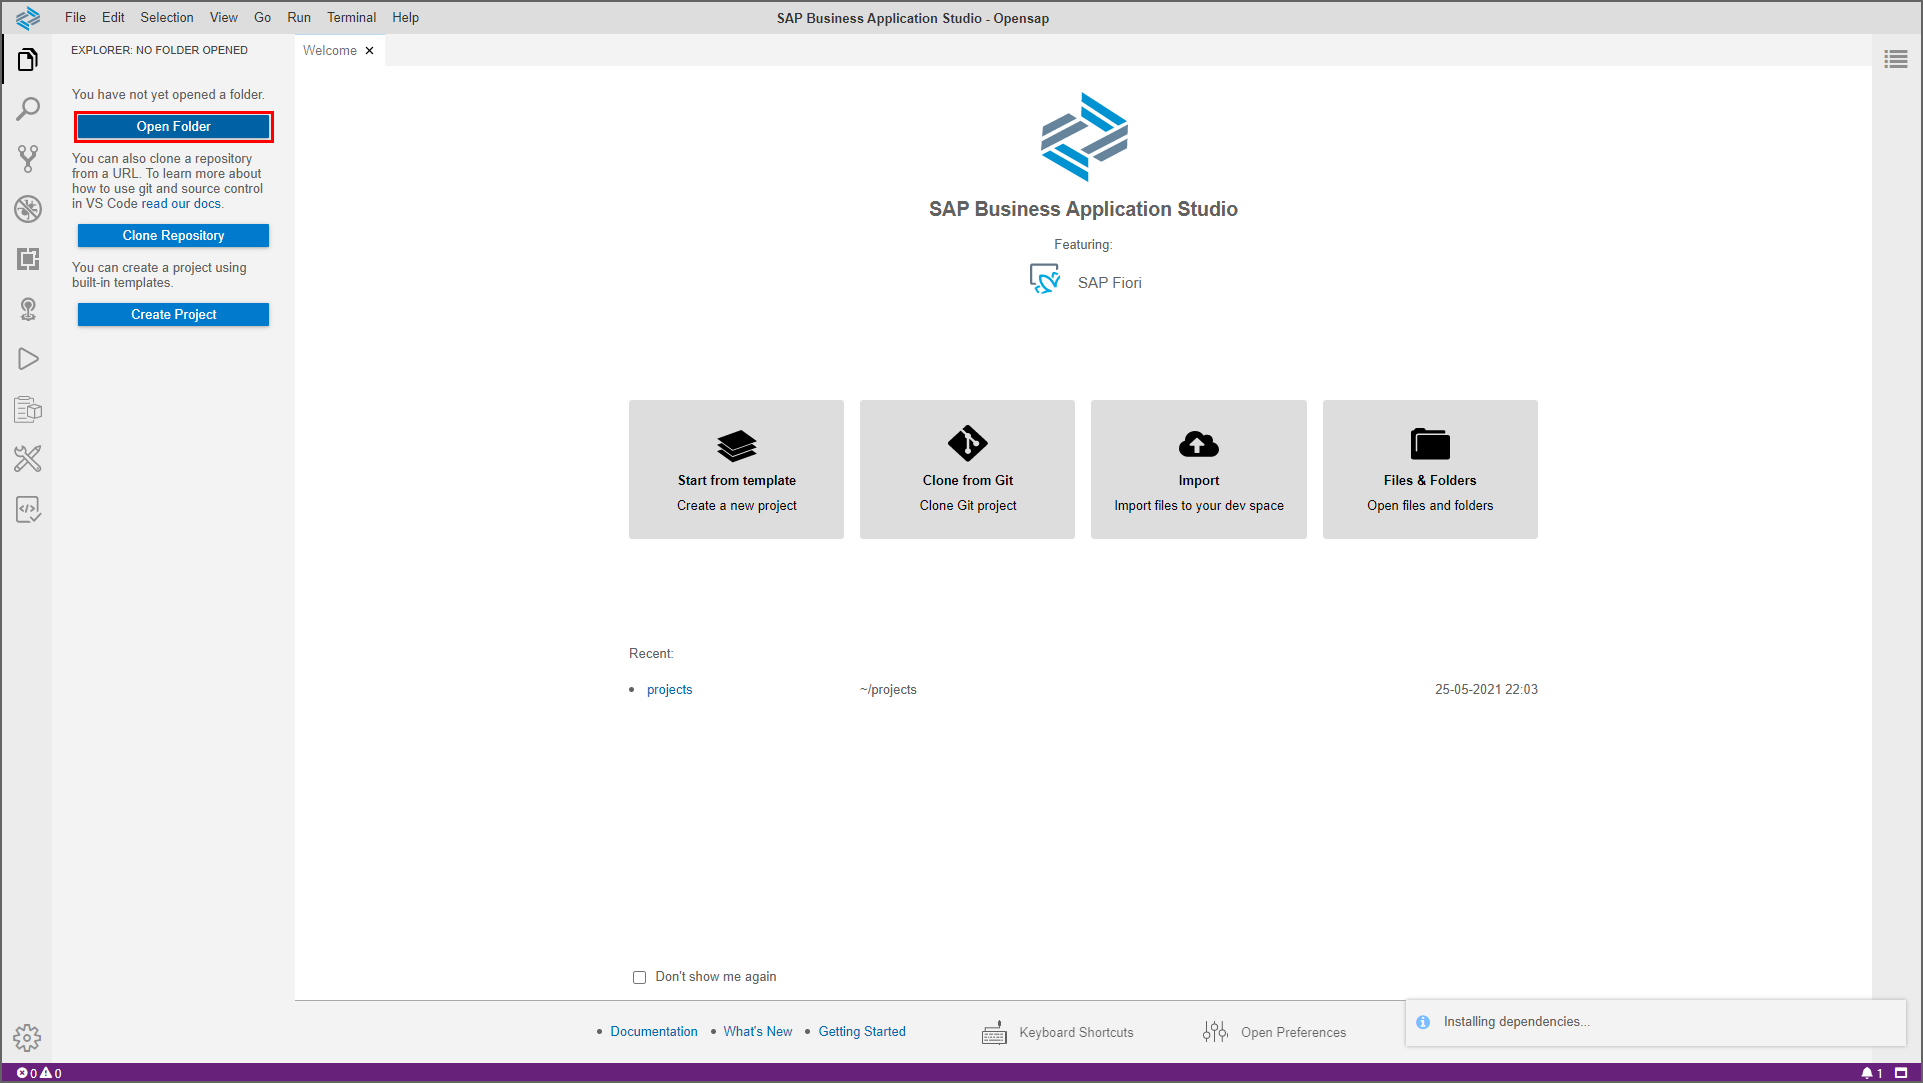 File Edit Selection View Go Run Terminal Help
SAP Business Application Studio - Opensap
EXPLORER: NO FOLDER OPENED
Welcome
You have not yet opened a folder.
Open Folder
You can also clone a repository
from a URL. To learn more about
how to use git and source control
in VS Code read our docs.
Clone Repository
You can create a project using
built-in templates.
Create Project
SAP Business Application Studio
Featuring:
SAP Fiori
Start from template
Create a new project
Clone from Git
Clone Git project
Import
Import files to your dev space
Files & Folders
Open files and folders
Recent:
projects ~/projects 25-05-2021 22:03
Don't show me again
Documentation What's New Getting Started Keyboard Shortcuts Open Preferences
Installing dependencies...
0 0 1